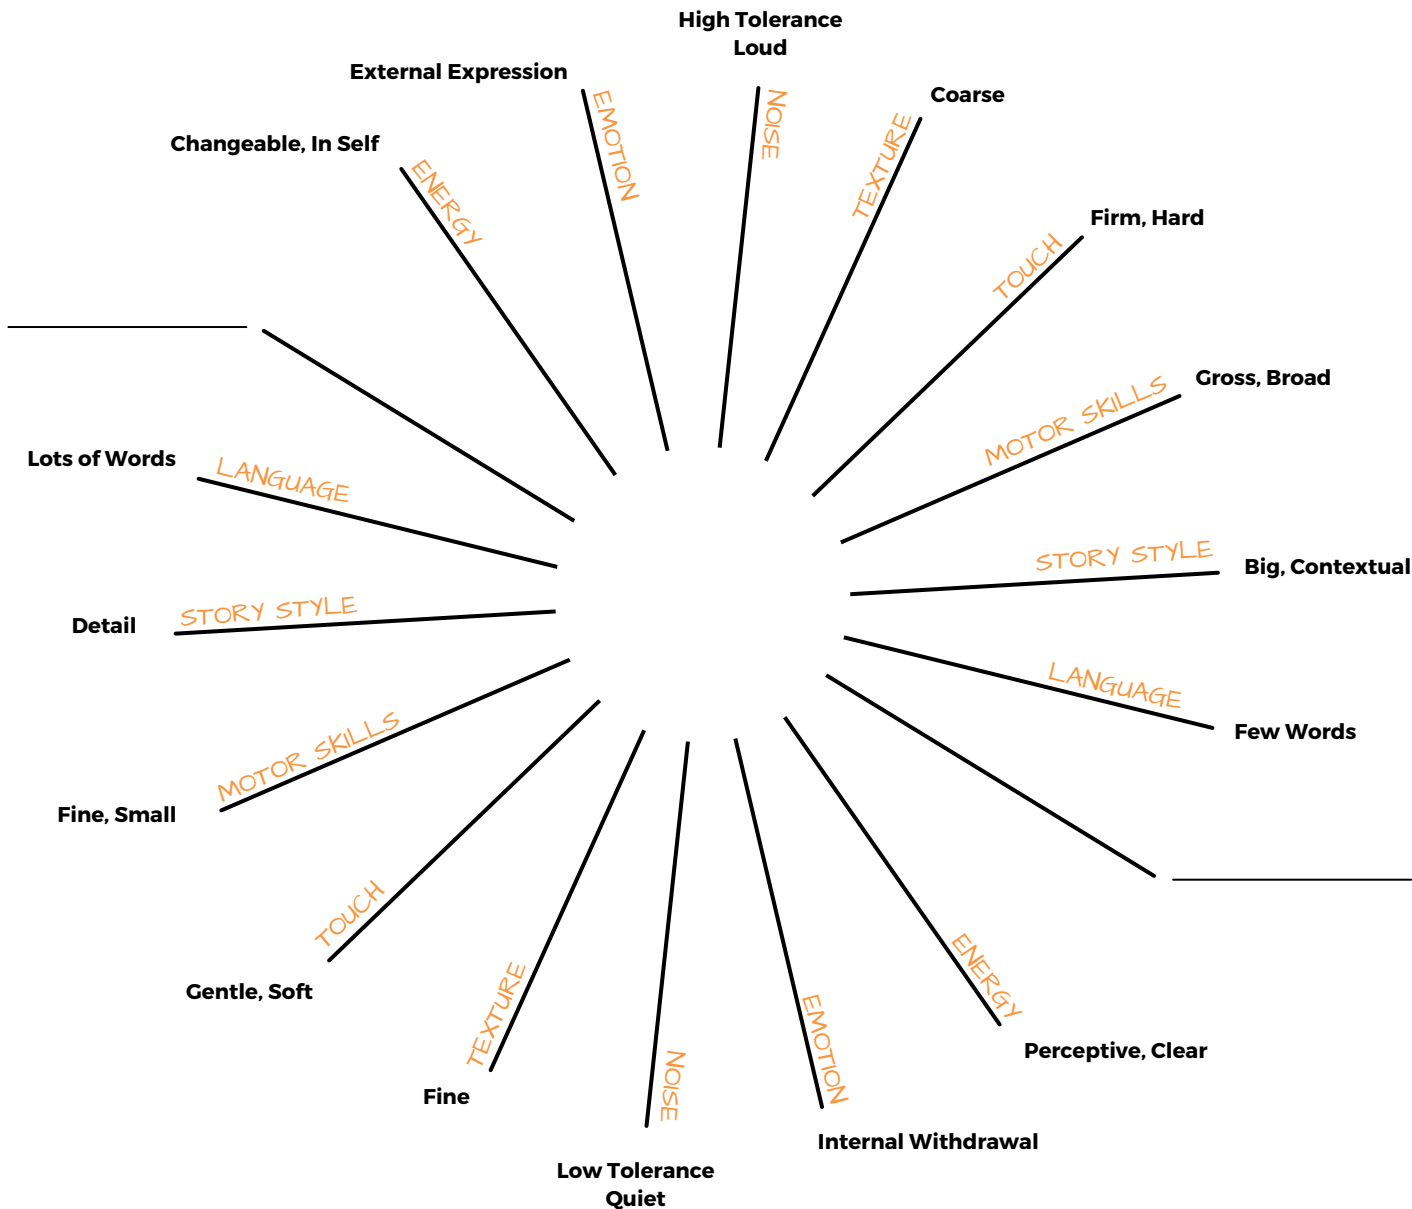 High Tolerance
Loud
External Expression
NOISE
Coarse
EMOTION
Changeable, In Self
TEXTURE
ENERGY
Firm, Hard
TOUCH
Gross, Broad
MOTOR SKILLS
Lots of Words
LANGUAGE
STORY STYLE
Big, Contextual
Detail
STORY STYLE
LANGUAGE
Few Words
MOTOR SKILLS
Fine, Small
TOUCH
ENERGY
Gentle, Soft
TEXTURE
EMOTION
Perceptive, Clear
NOISE
Fine
Internal Withdrawal
Low Tolerance
Quiet